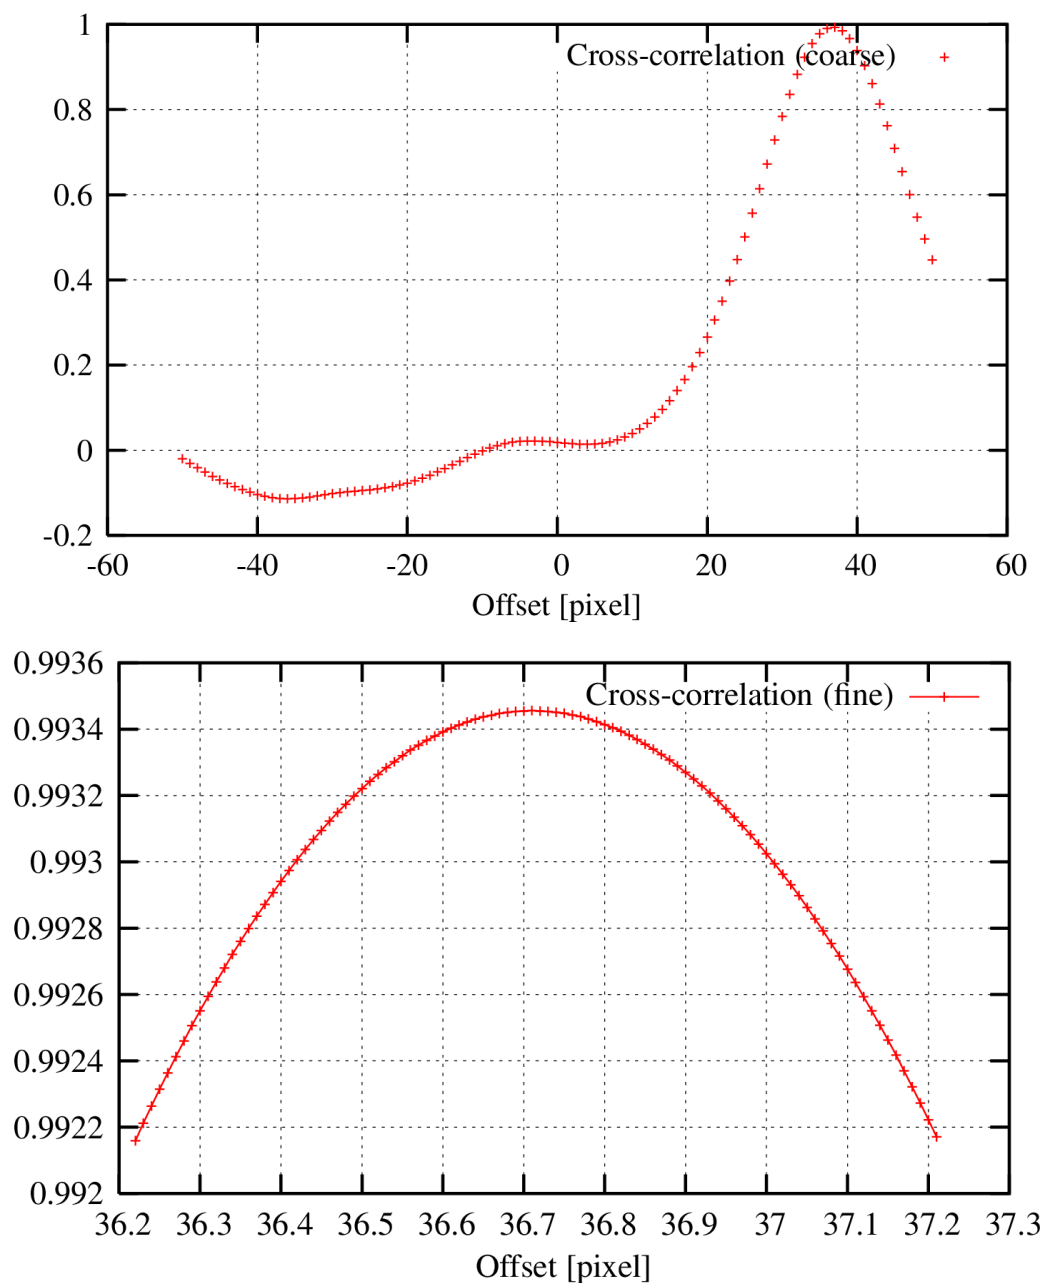 1
Cross-correlation (coarse)
0.8
0.6
0.4
0.2
0
-0.2
-60 -40 -20 0 20 40 60
Offset [pixel]
0.9936
Cross-correlation (fine)
0.9934
0.9932
0.993
0.9928
0.9926
0.9924
0.9922
0.992
36.2 36.3 36.4 36.5 36.6 36.7 36.8 36.9 37 37.1 37.2 37.3
Offset [pixel]